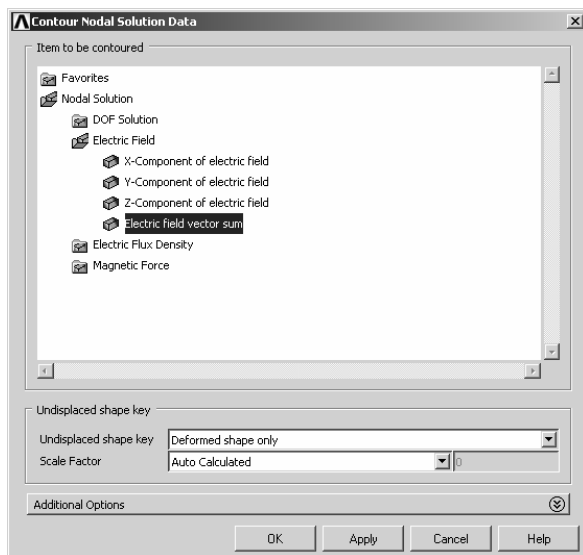 Contour Nodal Solution Data
Item to be contoured
Favorites
Nodal Solution
DOF Solution
Electric Field
X-Component of electric field
Y-Component of electric field
Z-Component of electric field
Electric field vector sum
Electric Flux Density
Magnetic Force
Undisplaced shape key
Undisplaced shape key Deformed shape only
Scale Factor Auto Calculated 0
Additional Options
OK Apply Cancel Help